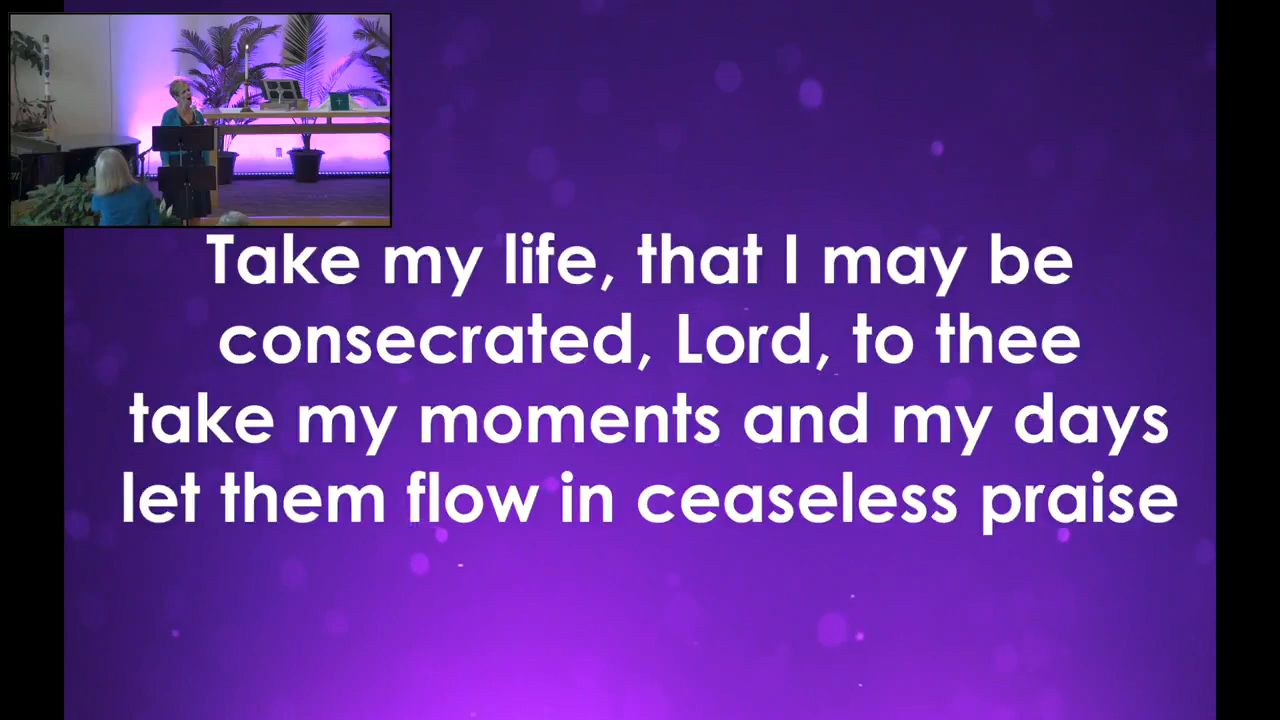 Take my life, that I may be
consecrated, Lord, to thee
take my moments and my days
let them flow in ceaseless praise